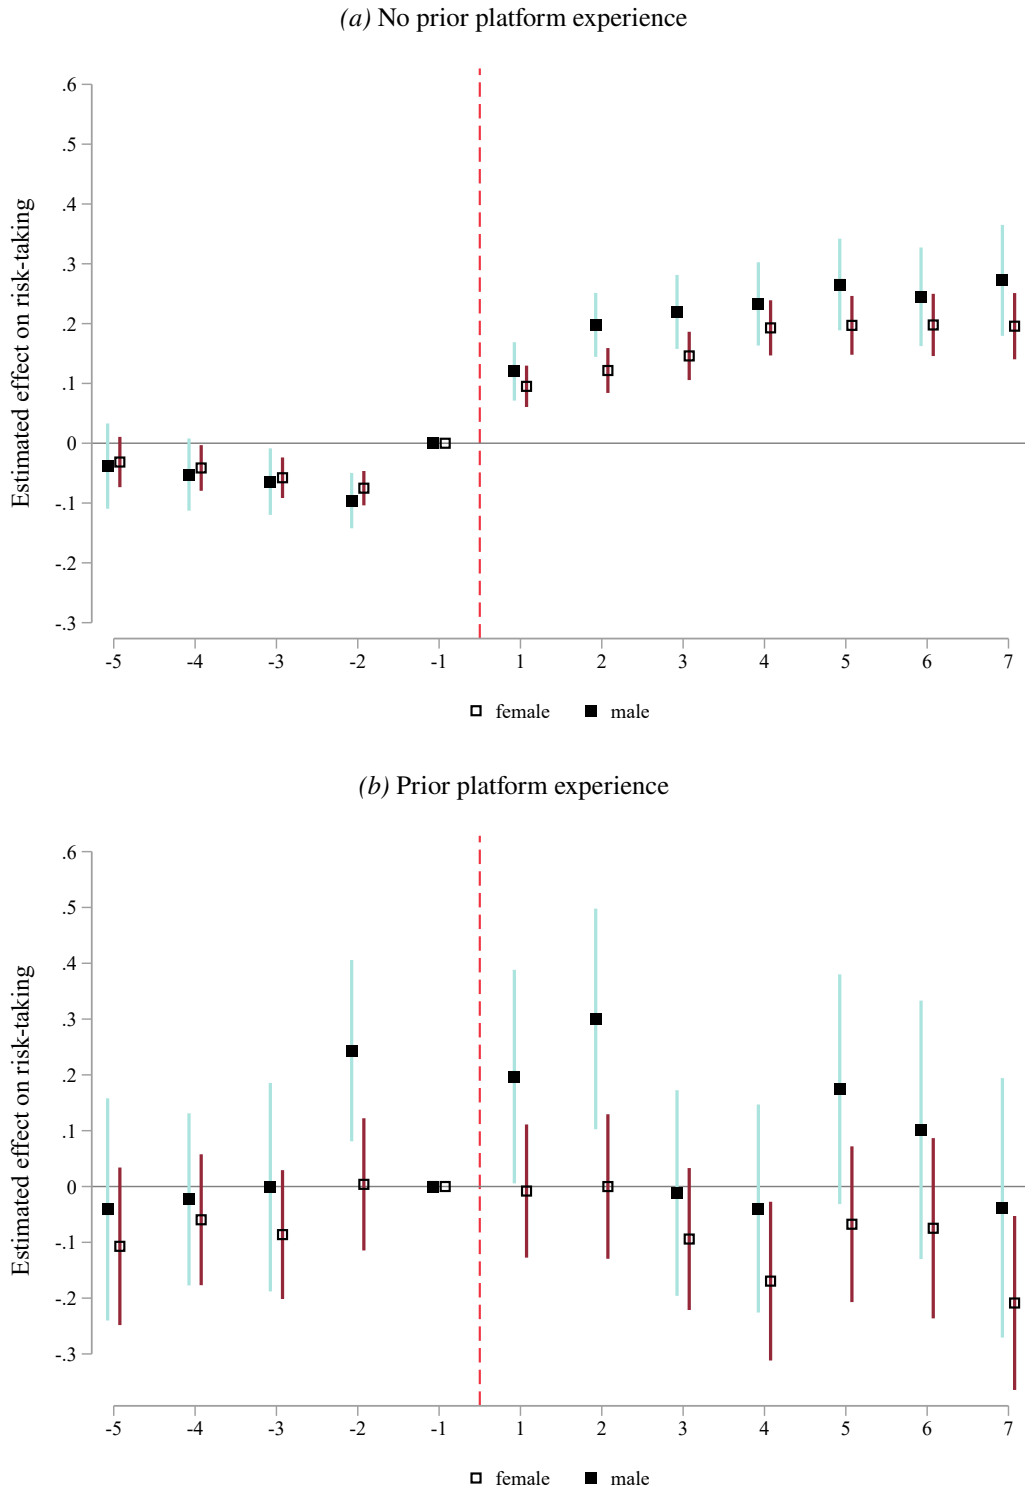 (a) No prior platform experience
Estimated effect on risk-taking
.6
.5
.4
.3
.2
.1
0
-.1
-.2
-.3
-5 -4 -3 -2 -1 1 2 3 4 5 6 7
female male
(b) Prior platform experience
Estimated effect on risk-taking
.6
.5
.4
.3
.2
.1
0
-.1
-.2
-.3
-5 -4 -3 -2 -1 1 2 3 4 5 6 7
female male